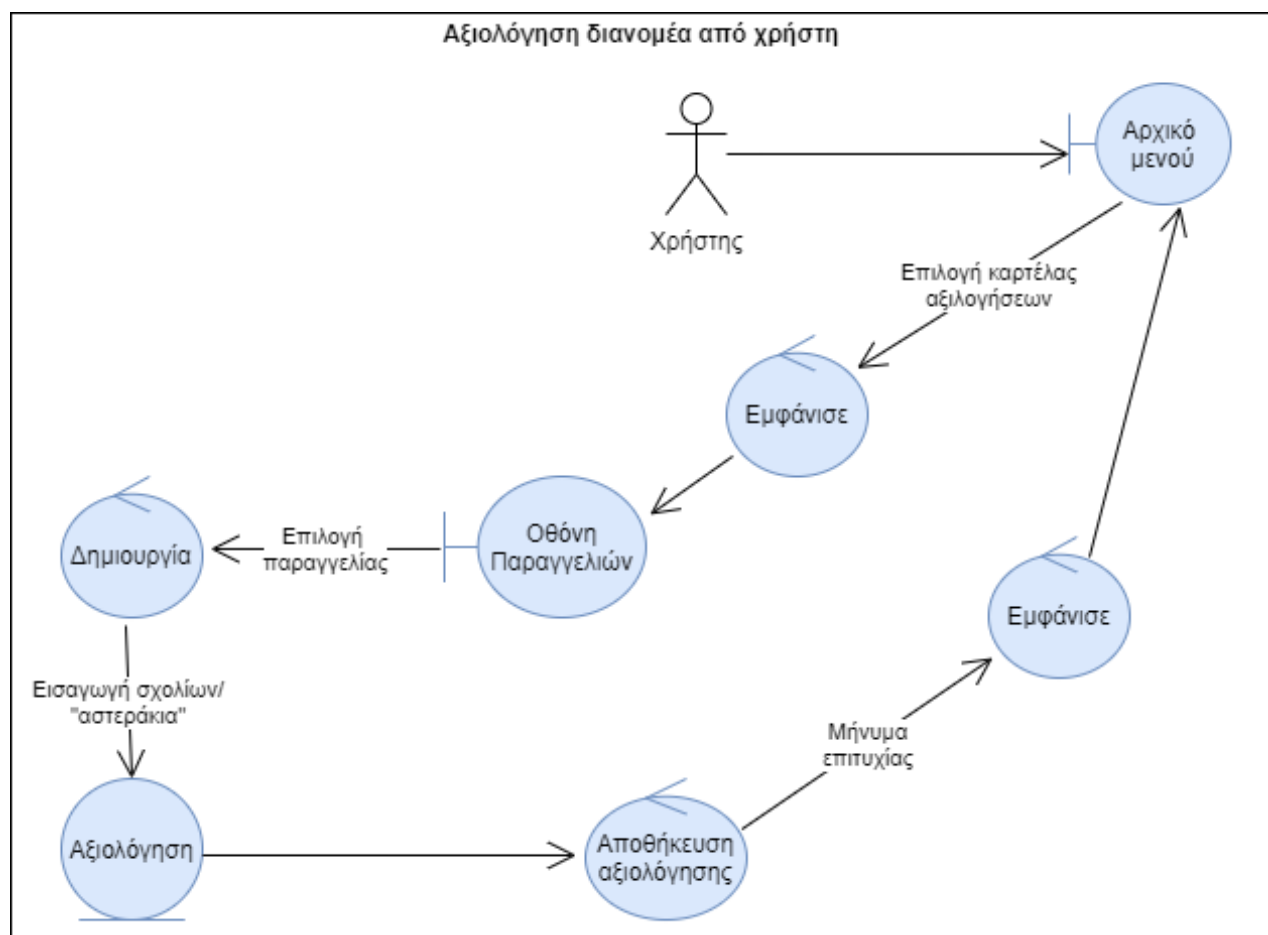 Αξιολόγηση διανομέα από χρήστη
Αρχικό
μενού
Χρήστης
Επιλογή καρτέλας
αξιλογήσεων
Εμφάνισε
Οθόνη
Παραγγελιών
Επιλογή
παραγγελίας
Δημιουργία
Εισαγωγή σχολίων/
"αστεράκια"
Αξιολόγηση
Αποθήκευση
αξιολόγησης
Μήνυμα
επιτυχίας
Εμφάνισε